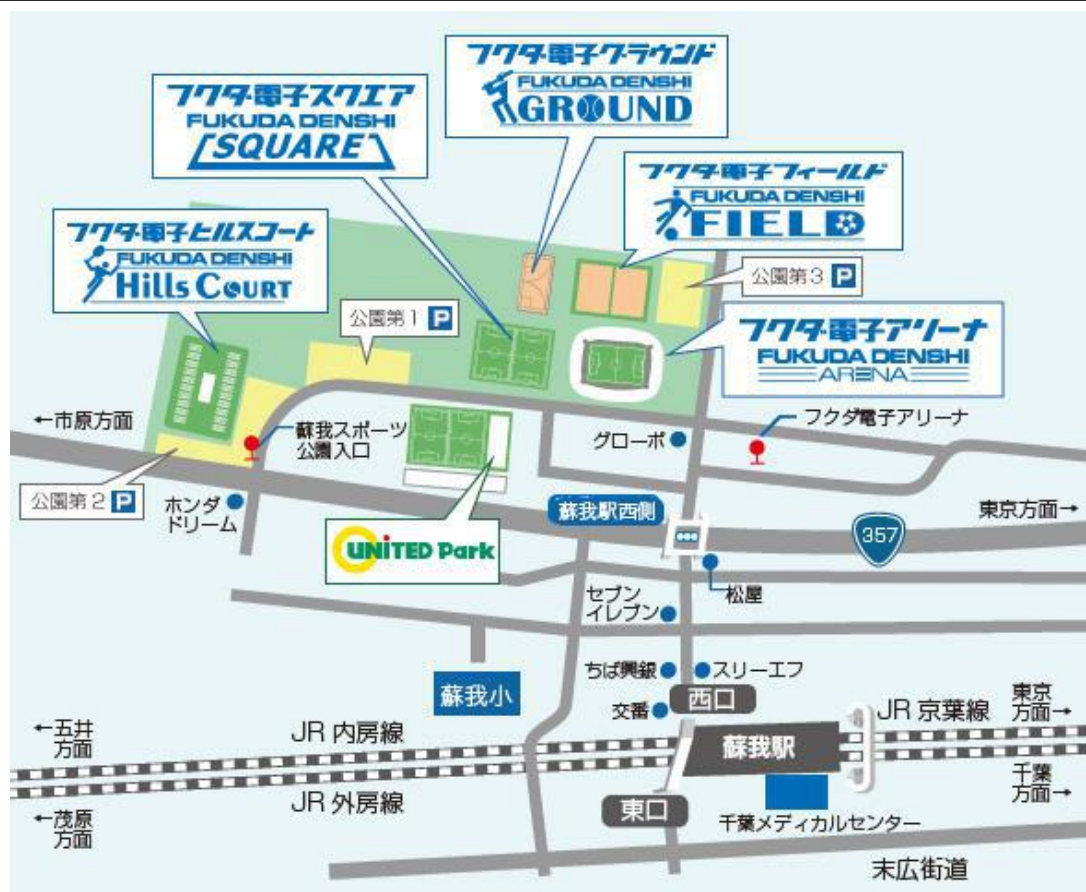 フクダ電子グラウンド
FUKUDA DENSHI
GROUND
フクダ電子スクエア
FUKUDA DENSHI
SQUARE
フクダ電子フィールド
FUKUDA DENSHI
FIELD
フクダ電子ヒルスコート
FUKUDA DENSHI
Hills COURT
公園第3 P
公園第1 P
フクダ電子アリーナ
FUKUDA DENSHI
ARENA
←市原方面
蘇我スポーツ
公園入口
グローボ
フクダ電子アリーナ
公園第2 P
ホンダ
ドリーム
蘇我駅西側
東京方面→
357
UNITED Park
セブン
イレブン
松屋
ちば興銀
スリーエフ
蘇我小
交番
西口
JR 京葉線
東京
方面→
←五井
方面
JR 内房線
蘇我駅
JR 外房線
東口
千葉
方面→
←茂原
方面
千葉メディカルセンター
末広街道